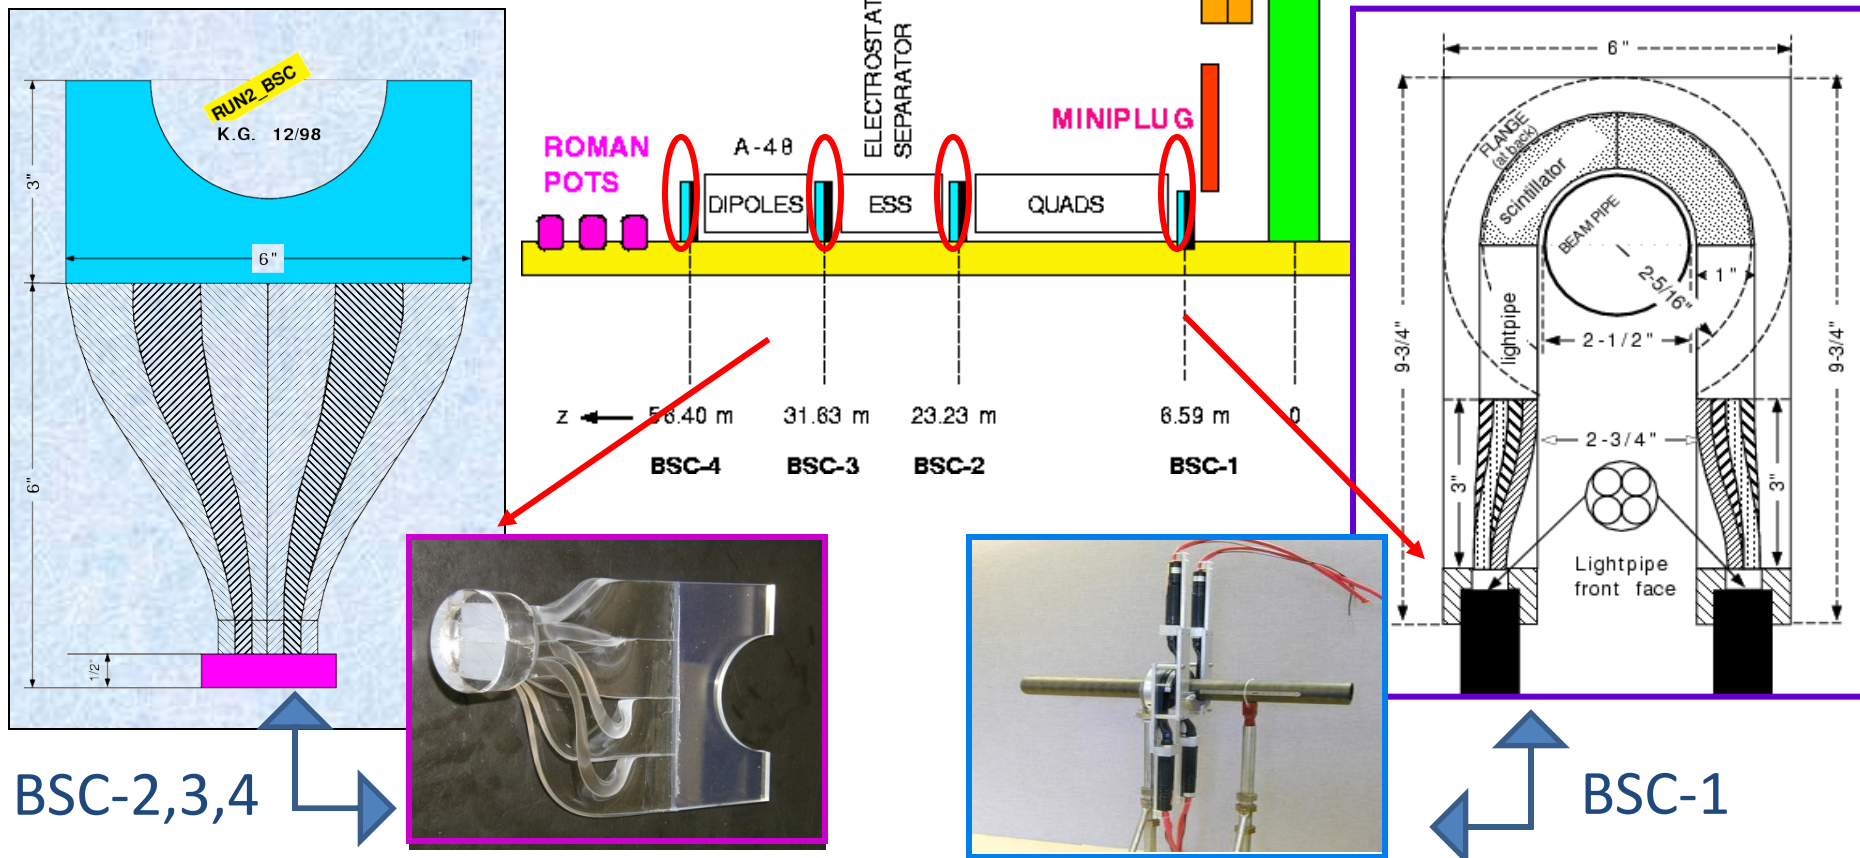 RUN2_BSC
K.G. 12/98
3"
6"
6"
1/2"
ELECTROSTAT
SEPARATOR
ROMAN
POTS
A-48
MINIPLUG
DIPOLES
ESS
QUADS
z
56.40 m
31.63 m
23.23 m
6.59 m
0
BSC-4
BSC-3
BSC-2
BSC-1
6"
FLANGE
(at back)
scintillator
BEAM PIPE
2-5/16"
1"
lightpipe
2-1/2"
9-3/4"
9-3/4"
2-3/4"
3"
3"
Lightpipe
front face
BSC-2,3,4
BSC-1